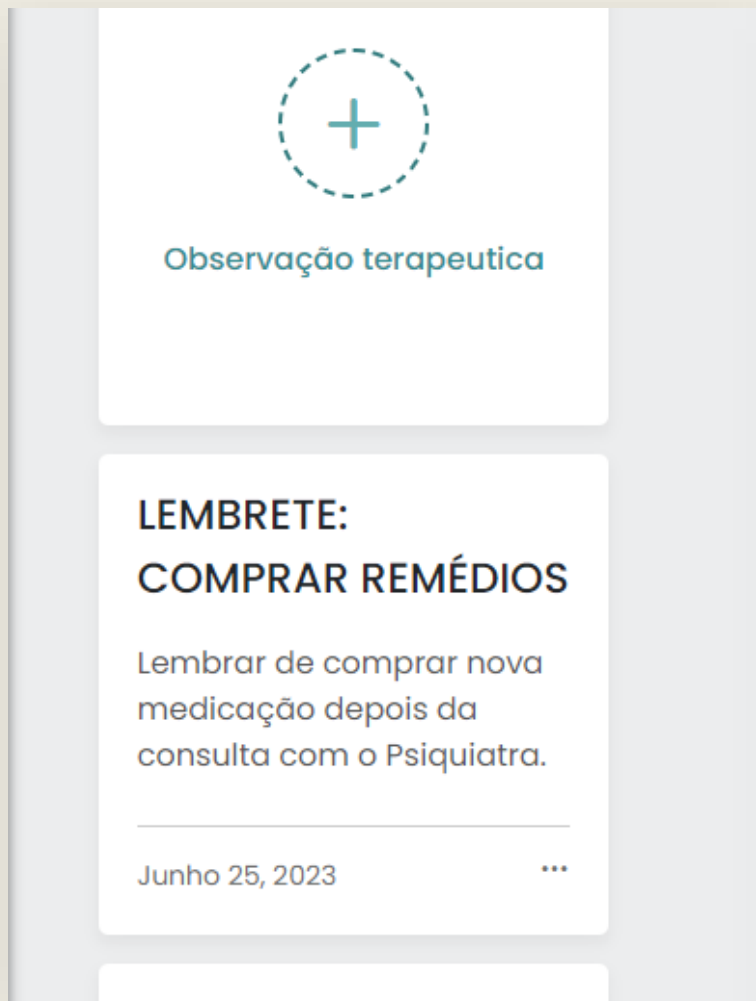 Observação terapeutica
LEMBRETE:
COMPRAR REMÉDIOS
Lembrar de comprar nova
medicação depois da
consulta com o Psiquiatra.
Junho 25, 2023